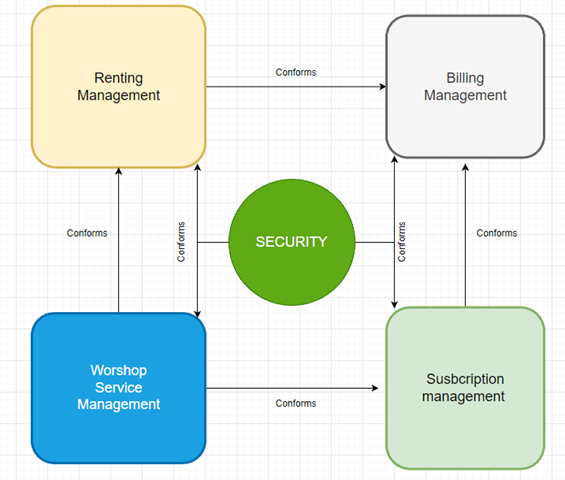 Renting
Management
Conforms
Billing
Management
Conforms
Conforms
SECURITY
Conforms
Conforms
Worshop
Service
Management
Conforms
Susbcription
management